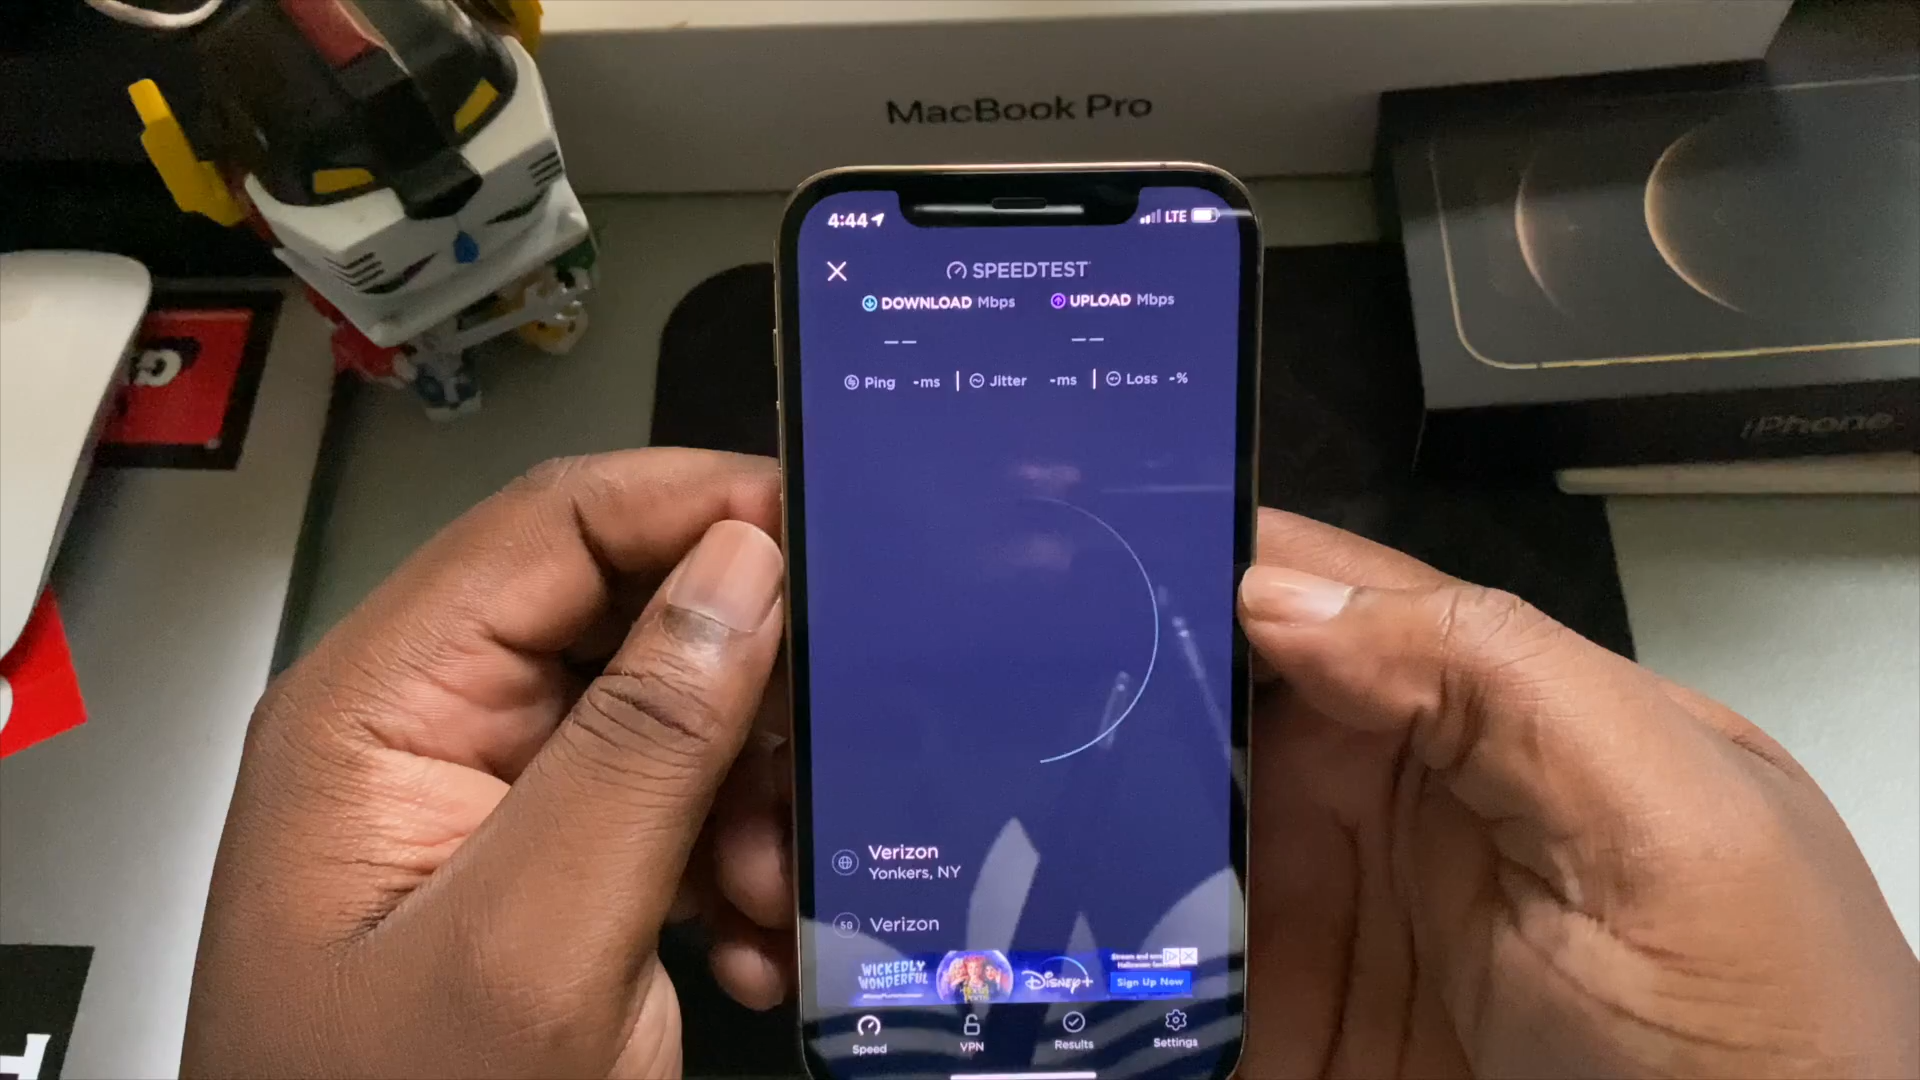 MacBook Pro
iPhone
4:44
LTE
SPEEDTEST
DOWNLOAD Mbps
UPLOAD Mbps
Ping -ms
Jitter -ms
Loss -%
Verizon
Yonkers, NY
5G
Verizon
WICKEDLY
WONDERFUL
Disney+
Sign Up Now
Speed
VPN
Results
Settings